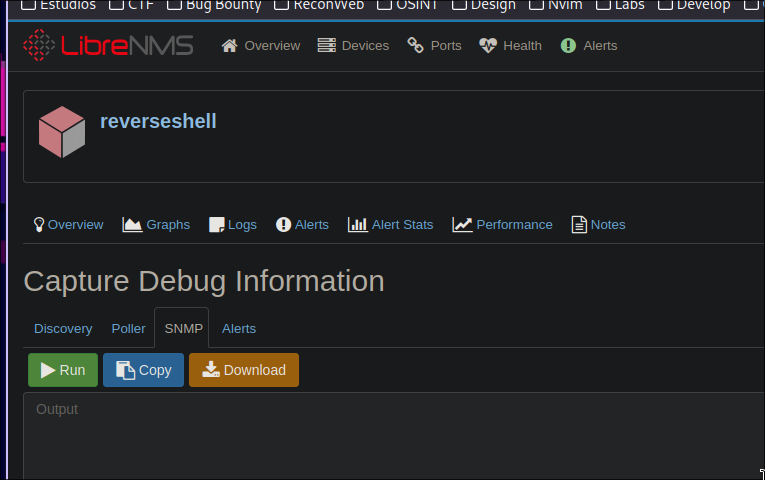 Estudios CTF Bug Bounty ReconWeb OSINT Design Nvim Labs Develop
LibreNMS Overview Devices Ports Health Alerts
reverseshell
Overview Graphs Logs Alerts Alert Stats Performance Notes
Capture Debug Information
Discovery Poller SNMP Alerts
Run Copy Download
Output